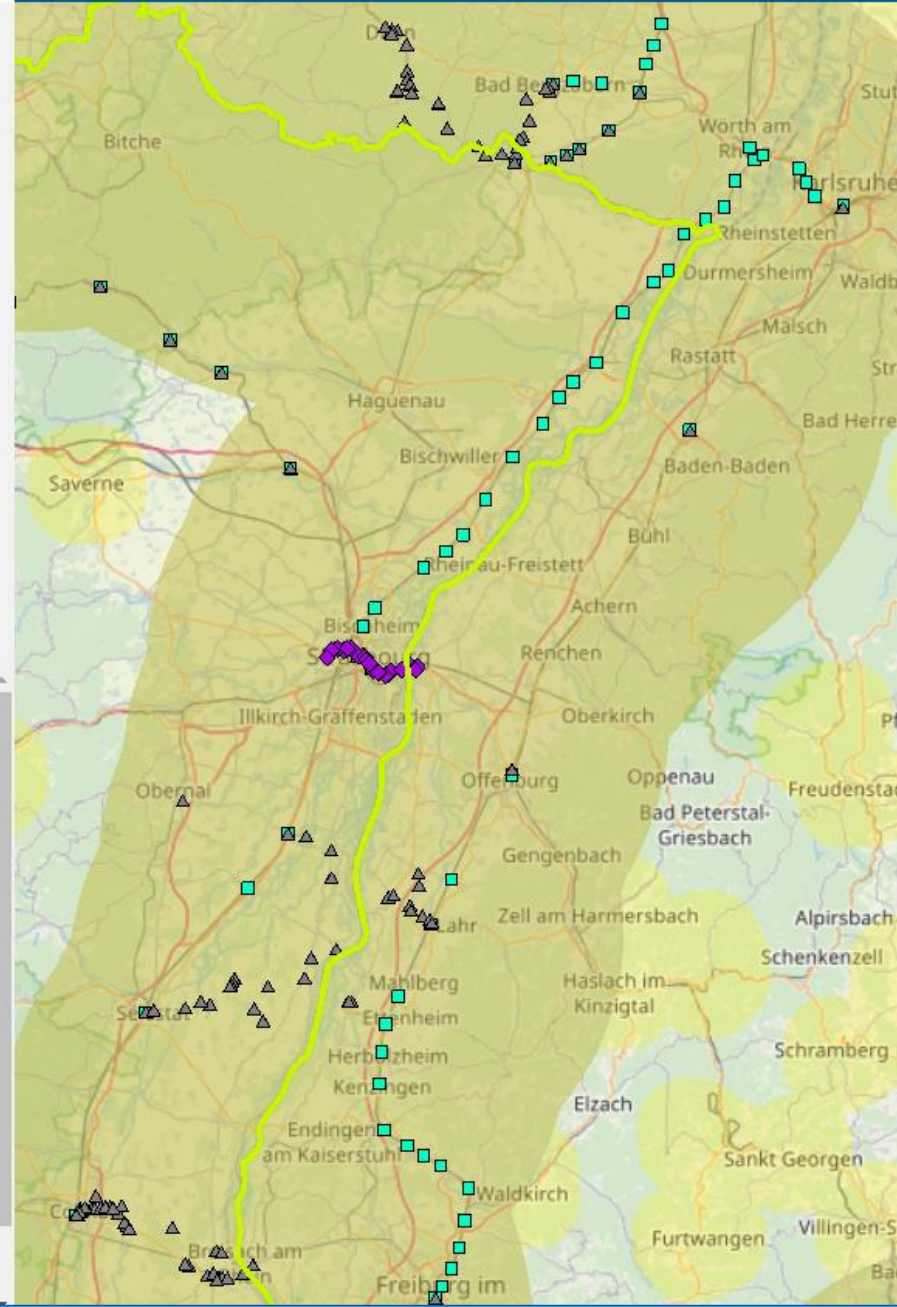 Bad
Stut
Bitche
Wörth am
Karlsruhe
Rheinstetten
Durmersheim
Waldb
Malsch
Rastatt
Str
Haguenau
Bad Herre
Bischwiller
Baden-Baden
Saverne
Bühl
Rheinau-Freistett
Achern
Bischheim
Renchen
Illkirch-Graffenstaden
Oberkirch
Offenburg
Oppenau
Obernai
Freudenstad
Bad Peterstal-
Griesbach
Gengenbach
Lahr
Zell am Harmersbach
Alpirsbach
Schenkenzell
Mahlberg
Haslach im
Kinzigtal
Ettenheim
Schramberg
Herbolzheim
Kenzingen
Elzach
Endingen
am Kaiserstuhl
Sankt Georgen
Waldkirch
Furtwangen
Villingen-S
Freiburg im